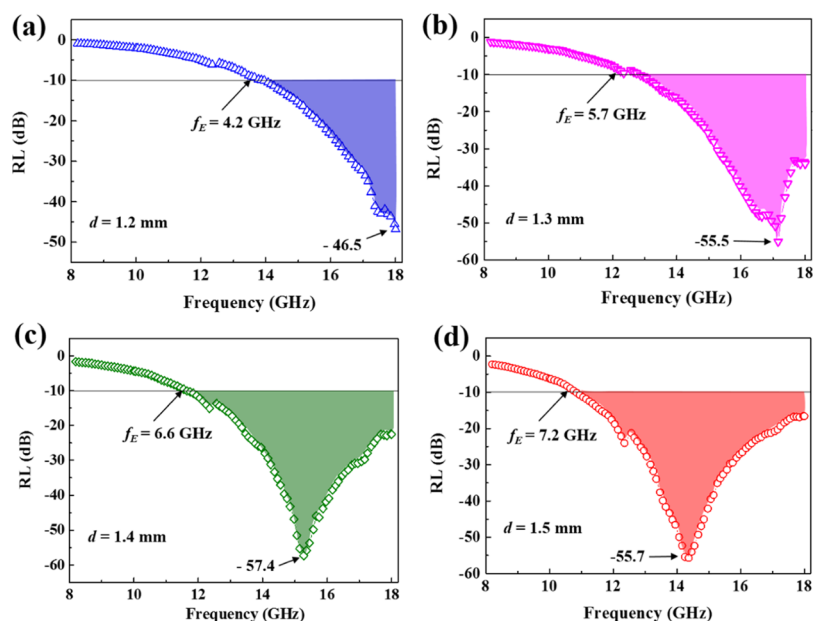 (a)
0
-10
-20
-30
-40
-50
RL (dB)
f_E = 4.2 GHz
d = 1.2 mm
- 46.5
8 10 12 14 16 18
Frequency (GHz)
(b)
0
-10
-20
-30
-40
-50
-60
RL (dB)
f_E = 5.7 GHz
d = 1.3 mm
-55.5
8 10 12 14 16 18
Frequency (GHz)
(c)
0
-10
-20
-30
-40
-50
-60
RL (dB)
f_E = 6.6 GHz
d = 1.4 mm
- 57.4
8 10 12 14 16 18
Frequency (GHz)
(d)
0
-10
-20
-30
-40
-50
-60
RL (dB)
f_E = 7.2 GHz
d = 1.5 mm
-55.7
8 10 12 14 16 18
Frequency (GHz)